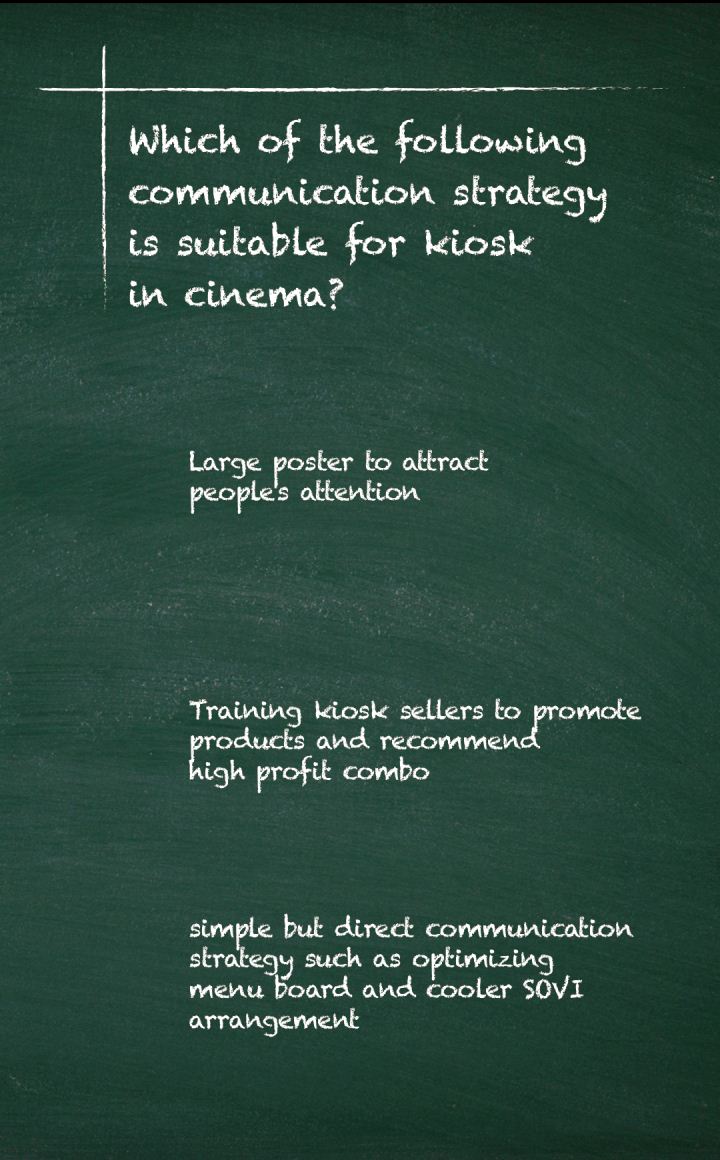 Which of the following
communication strategy
is suitable for kiosk
in cinema?
Large poster to attract
people's attention
Training kiosk sellers to promote
products and recommend
high profit combo
simple but direct communication
strategy such as optimizing
menu board and cooler SOVI
arrangement